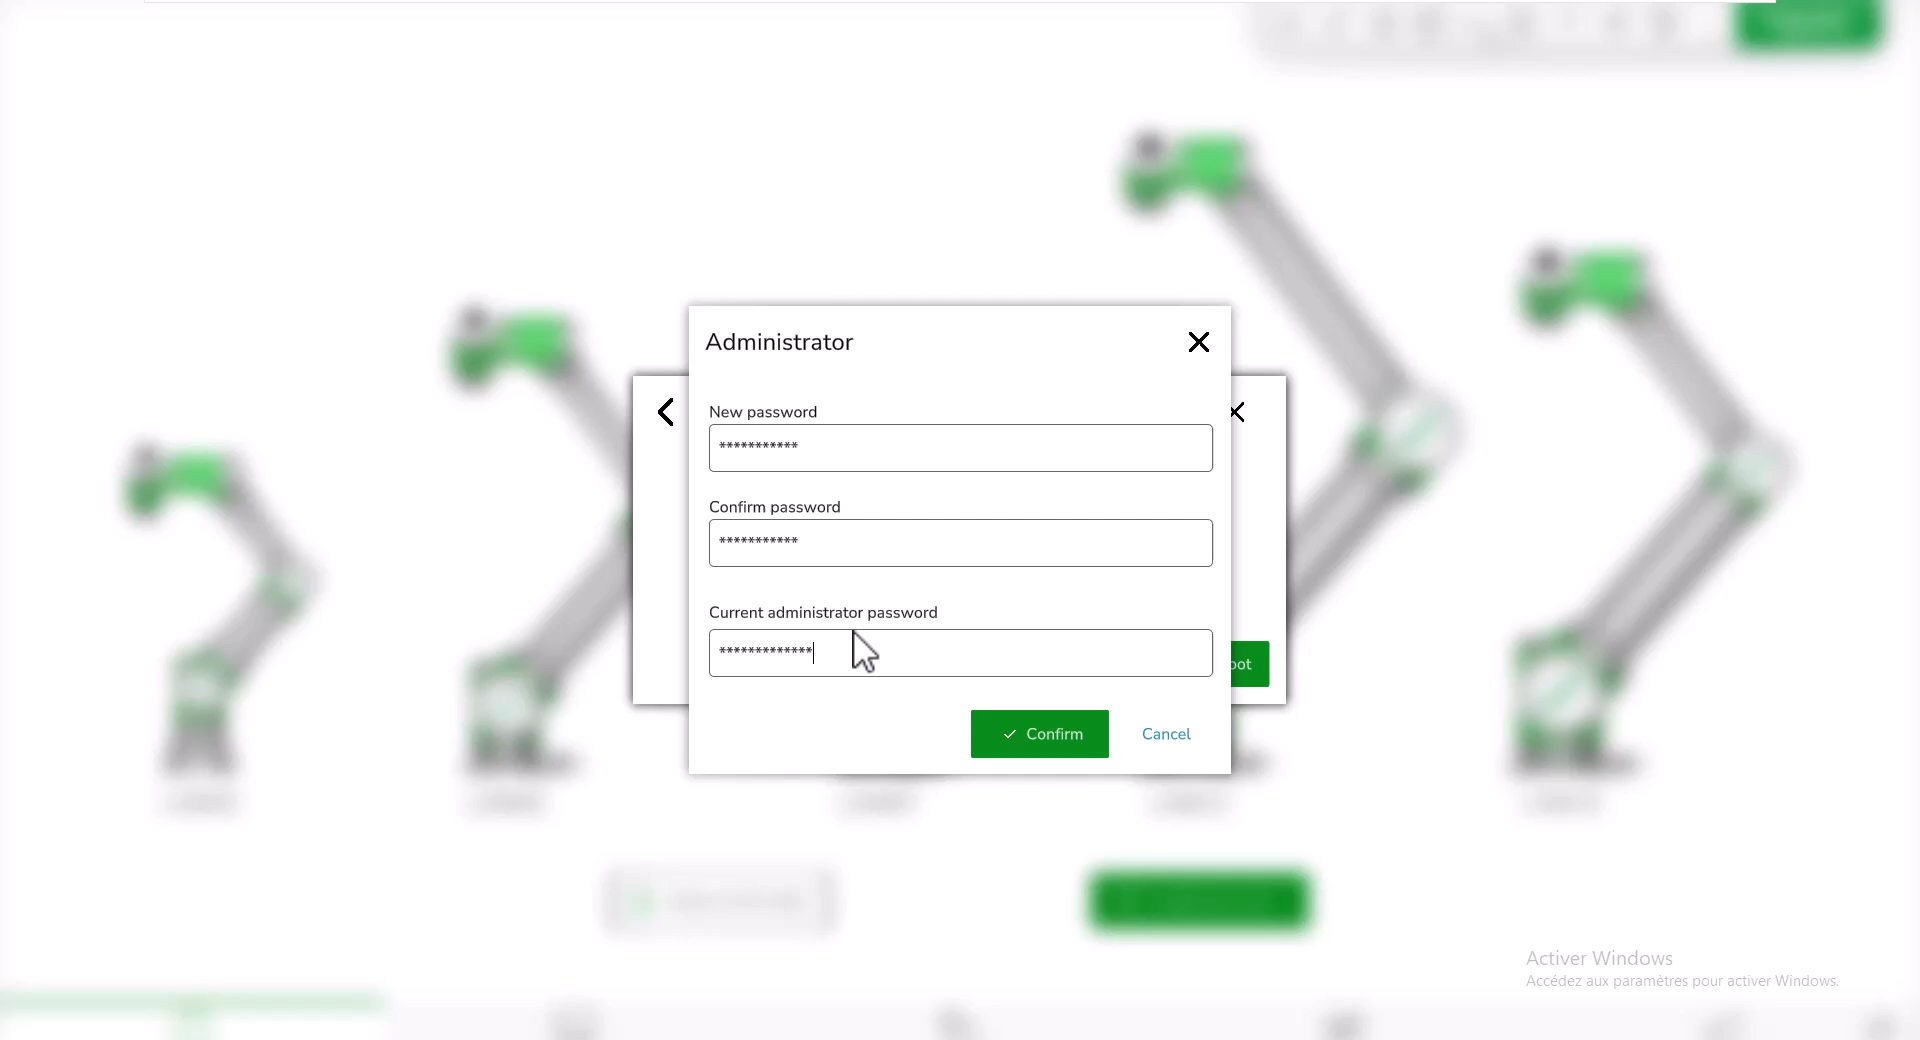 Administrator
New password
***********
Confirm password
***********
Current administrator password
*************
Confirm
Cancel
Activer Windows
Accédez aux paramètres pour activer Windows.